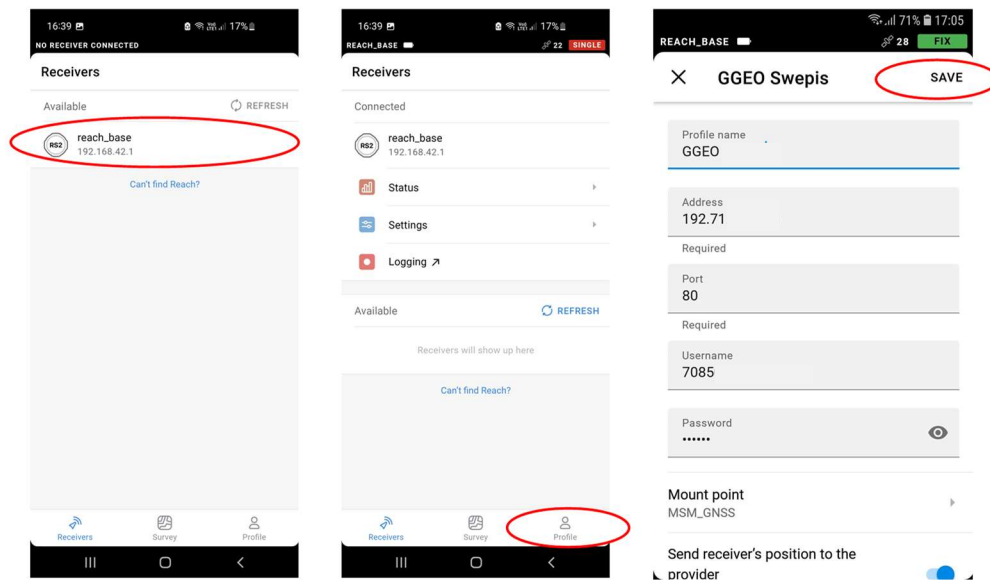 16:39 17%
NO RECEIVER CONNECTED
Receivers
Available REFRESH
RS2 reach_base
192.168.42.1
Can't find Reach?
Receivers Survey Profile
16:39 17%
REACH_BASE 22 SINGLE
Receivers
Connected
RS2 reach_base
192.168.42.1
Status
Settings
Logging
Available REFRESH
Receivers will show up here
Can't find Reach?
Receivers Survey Profile
71% 17:05
REACH_BASE 28 FIX
GGEO Swepis SAVE
Profile name
GGEO
Address
192.71
Required
Port
80
Required
Username
7085
Password
••••••
Mount point
MSM_GNSS
Send receiver's position to the
provider